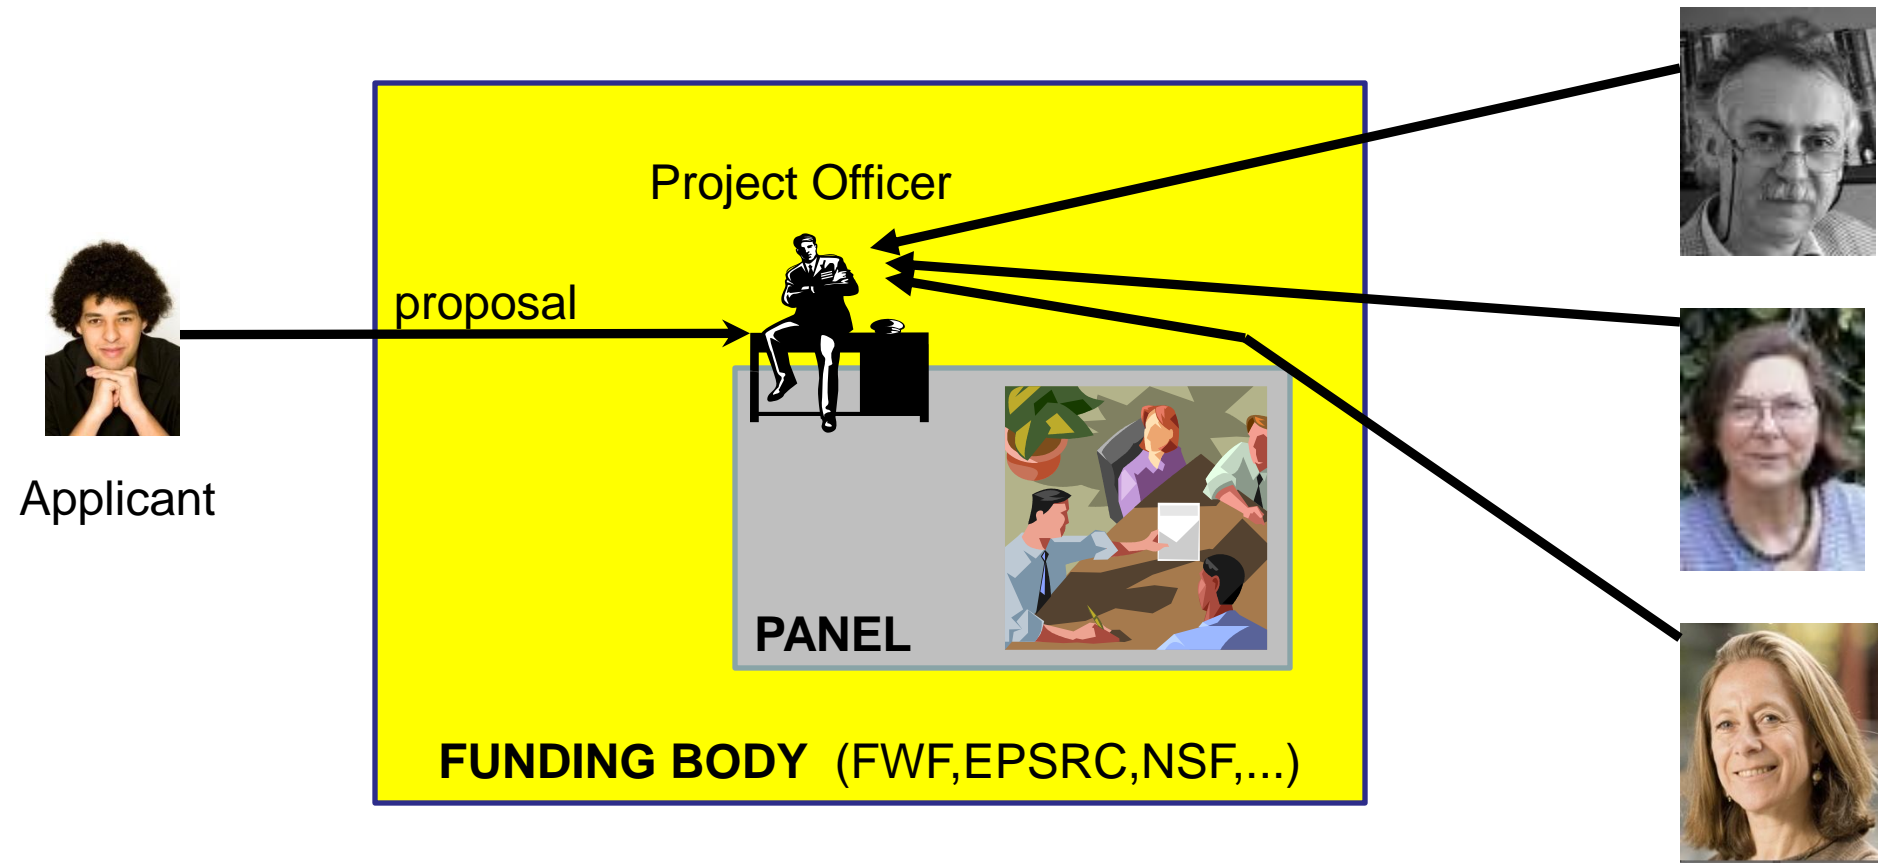 Project Officer
proposal
Applicant
PANEL
FUNDING BODY (FWF,EPSRC,NSF,...)